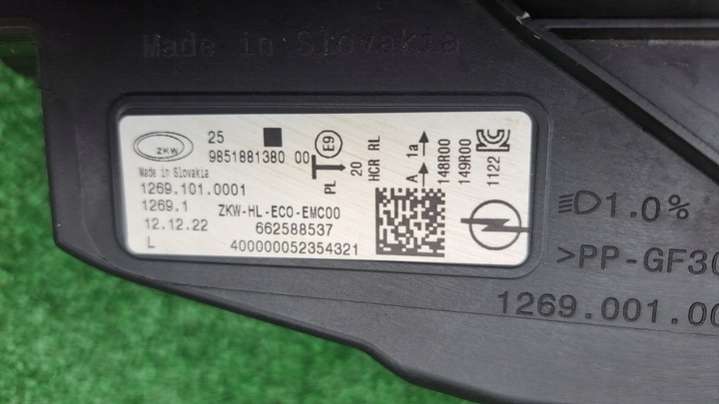 Made in Slovakia
ZKW
25
9851881380 00
Made in Slovakia
1269.101.0001
1269.1
ZKW-HL-ECO-EMC00
12.12.22
662588537
L
400000052354321
E9
PL
20
HCR RL
A
1a
148R00
149R00
1122
1.0%
>PP-GF30
1269.001.00